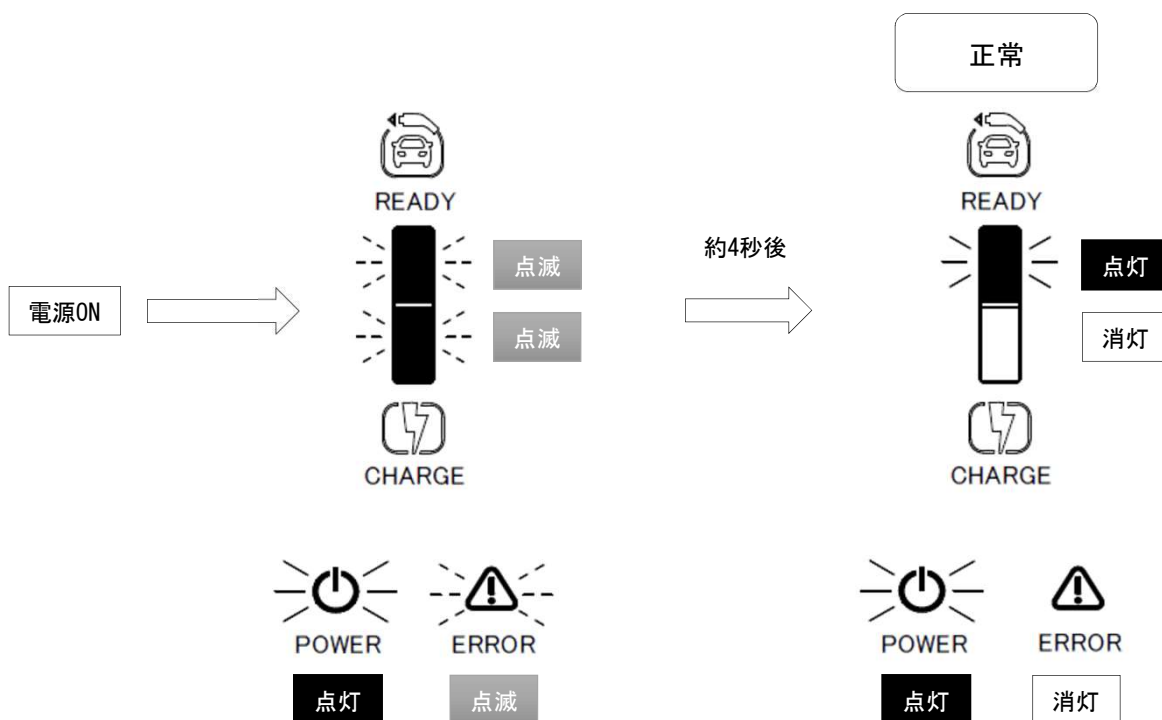 正常
READY
READY
点滅
約4秒後
点灯
電源ON
点滅
消灯
CHARGE
CHARGE
POWER
ERROR
POWER
ERROR
点灯
点滅
点灯
消灯